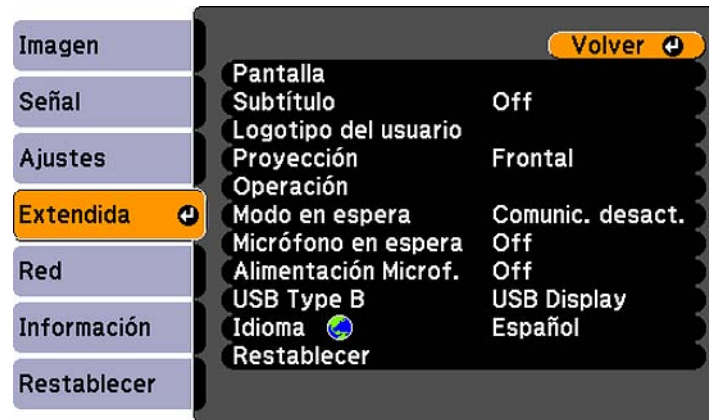 Imagen
Señal
Ajustes
Extendida
Red
Información
Restablecer
Volver
Pantalla
Subtítulo Off
Logotipo del usuario
Proyección Frontal
Operación
Modo en espera Comunic. desact.
Micrófono en espera Off
Alimentación Microf. Off
USB Type B USB Display
Idioma Español
Restablecer